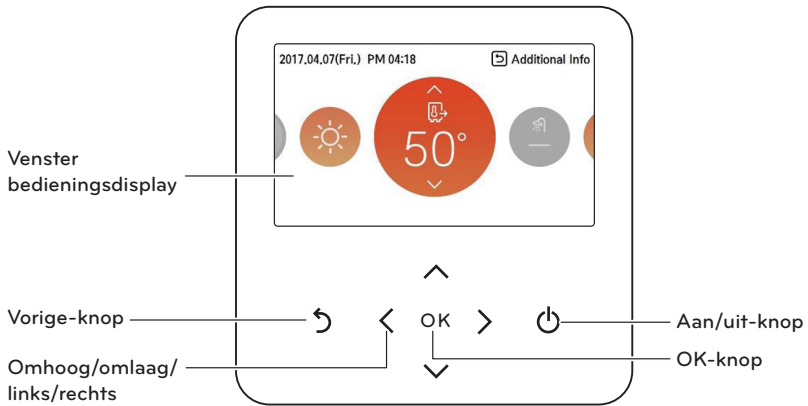 2017.04.07(Fri.) PM 04:18
Additional Info
50°
Venster
bedieningsdisplay
Vorige-knop
OK
Aan/uit-knop
Omhoog/omlaag/
links/rechts
OK-knop